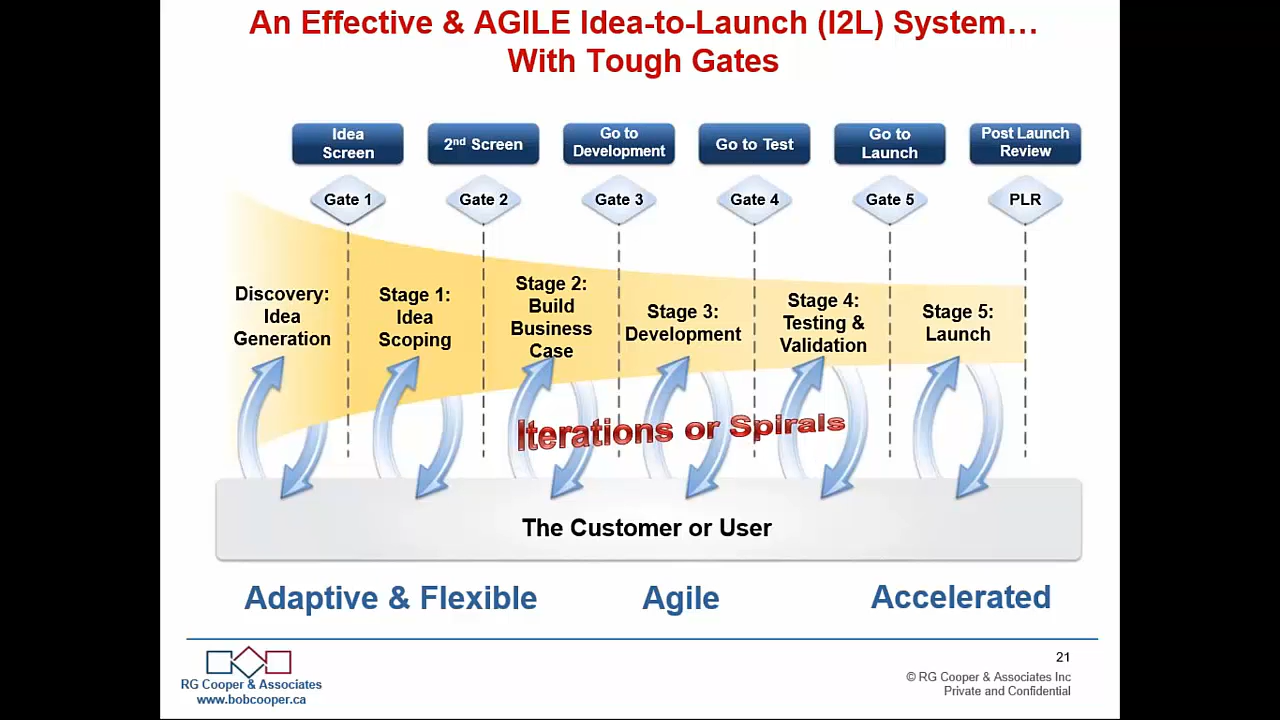 An Effective & AGILE Idea-to-Launch (I2L) System…
With Tough Gates
Idea
Screen
2nd Screen
Go to
Development
Go to Test
Go to
Launch
Post Launch
Review
Gate 1
Gate 2
Gate 3
Gate 4
Gate 5
PLR
Discovery:
Idea
Generation
Stage 1:
Idea
Scoping
Stage 2:
Build
Business
Case
Stage 3:
Development
Stage 4:
Testing &
Validation
Stage 5:
Launch
Iterations or Spirals
The Customer or User
Adaptive & Flexible
Agile
Accelerated
RG Cooper & Associates
www.bobcooper.ca
21
© RG Cooper & Associates Inc
Private and Confidential